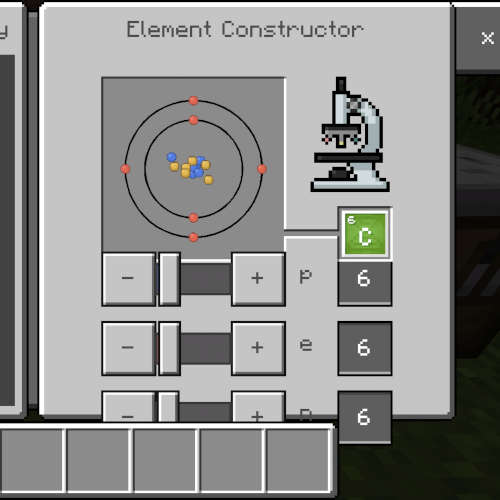 Element Constructor
x
6
C
- + p 6
- + e 6
- + n 6